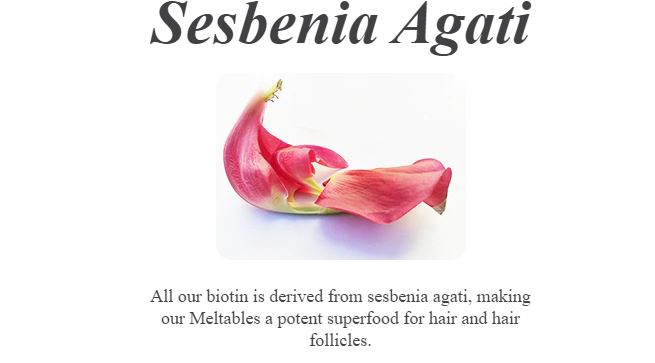 Sesbenia Agati
All our biotin is derived from sesbenia agati, making
our Meltables a potent superfood for hair and hair
follicles.